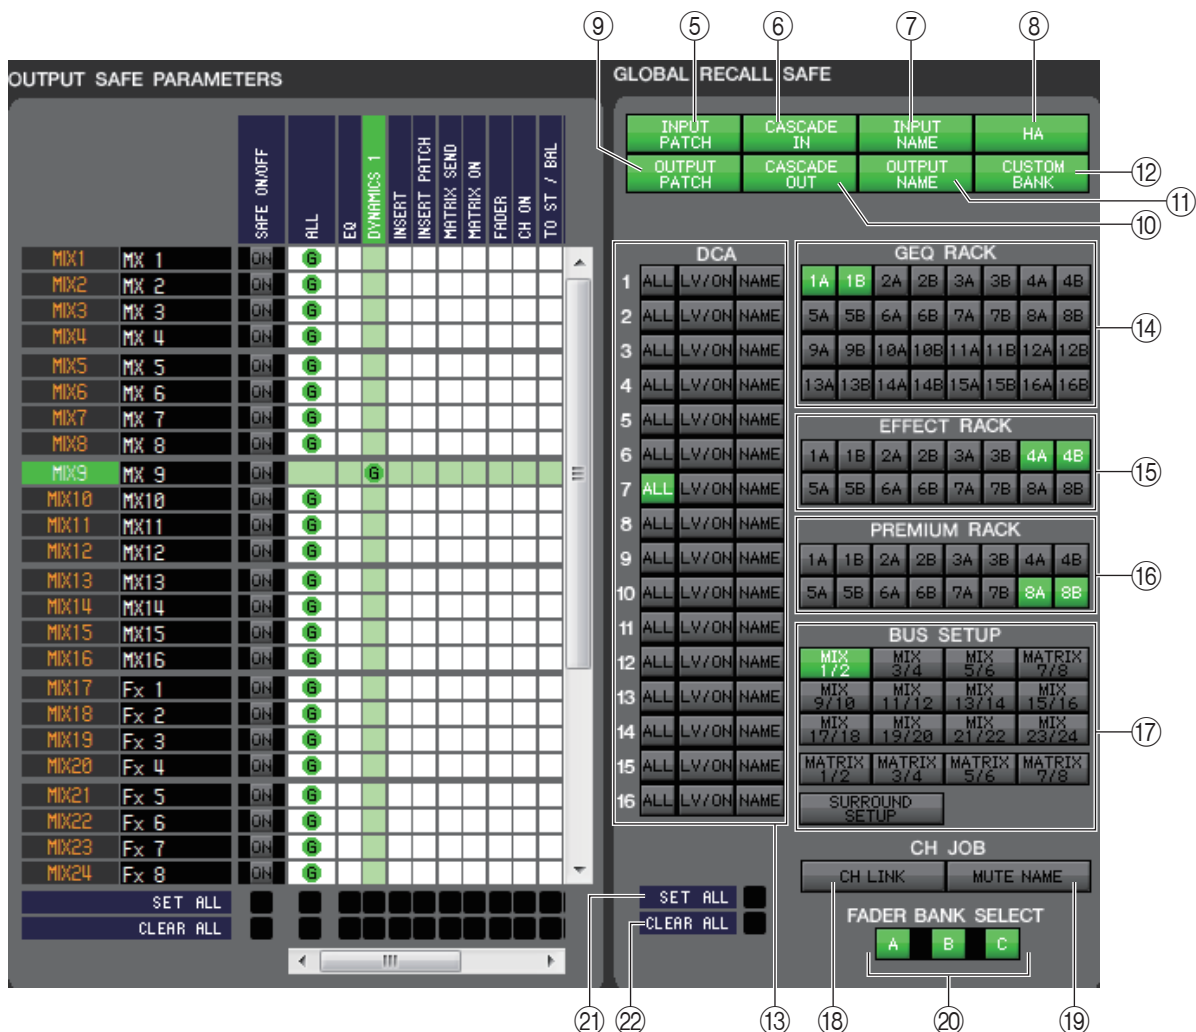 ⑨ ⑤ ⑥ ⑦ ⑧
OUTPUT SAFE PARAMETERS
SAFE ON/OFF
ALL
EQ
DYNAMICS 1
INSERT
INSERT PATCH
MATRIX SEND
MATRIX ON
FADER
CH ON
TO ST / BAL
MIX1 MX 1 ON G
MIX2 MX 2 ON G
MIX3 MX 3 ON G
MIX4 MX 4 ON G
MIX5 MX 5 ON G
MIX6 MX 6 ON G
MIX7 MX 7 ON G
MIX8 MX 8 ON G
MIX9 MX 9 ON G
MIX10 MX10 ON G
MIX11 MX11 ON G
MIX12 MX12 ON G
MIX13 MX13 ON G
MIX14 MX14 ON G
MIX15 MX15 ON G
MIX16 MX16 ON G
MIX17 Fx 1 ON G
MIX18 Fx 2 ON G
MIX19 Fx 3 ON G
MIX20 Fx 4 ON G
MIX21 Fx 5 ON G
MIX22 Fx 6 ON G
MIX23 Fx 7 ON G
MIX24 Fx 8 ON G
SET ALL
CLEAR ALL
GLOBAL RECALL SAFE
INPUT PATCH
CASCADE IN
INPUT NAME
HA
OUTPUT PATCH
CASCADE OUT
OUTPUT NAME
CUSTOM BANK
⑫
⑪
⑩
DCA
1 ALL LV/ON NAME
2 ALL LV/ON NAME
3 ALL LV/ON NAME
4 ALL LV/ON NAME
5 ALL LV/ON NAME
6 ALL LV/ON NAME
7 ALL LV/ON NAME
8 ALL LV/ON NAME
9 ALL LV/ON NAME
10 ALL LV/ON NAME
11 ALL LV/ON NAME
12 ALL LV/ON NAME
13 ALL LV/ON NAME
14 ALL LV/ON NAME
15 ALL LV/ON NAME
16 ALL LV/ON NAME
SET ALL
CLEAR ALL
GEQ RACK
1A 1B 2A 2B 3A 3B 4A 4B
5A 5B 6A 6B 7A 7B 8A 8B
9A 9B 10A 10B 11A 11B 12A 12B
13A 13B 14A 14B 15A 15B 16A 16B
⑭
EFFECT RACK
1A 1B 2A 2B 3A 3B 4A 4B
5A 5B 6A 6B 7A 7B 8A 8B
⑮
PREMIUM RACK
1A 1B 2A 2B 3A 3B 4A 4B
5A 5B 6A 6B 7A 7B 8A 8B
⑯
BUS SETUP
MIX 1/2 MIX 3/4 MIX 5/6 MATRIX 7/8
MIX 9/10 MIX 11/12 MIX 13/14 MIX 15/16
MIX 17/18 MIX 19/20 MIX 21/22 MIX 23/24
MATRIX 1/2 MATRIX 3/4 MATRIX 5/6 MATRIX 7/8
SURROUND SETUP
⑰
CH JOB
CH LINK MUTE NAME
FADER BANK SELECT
A B C
㉑ ㉒ ⑬ ⑱ ⑳ ⑲